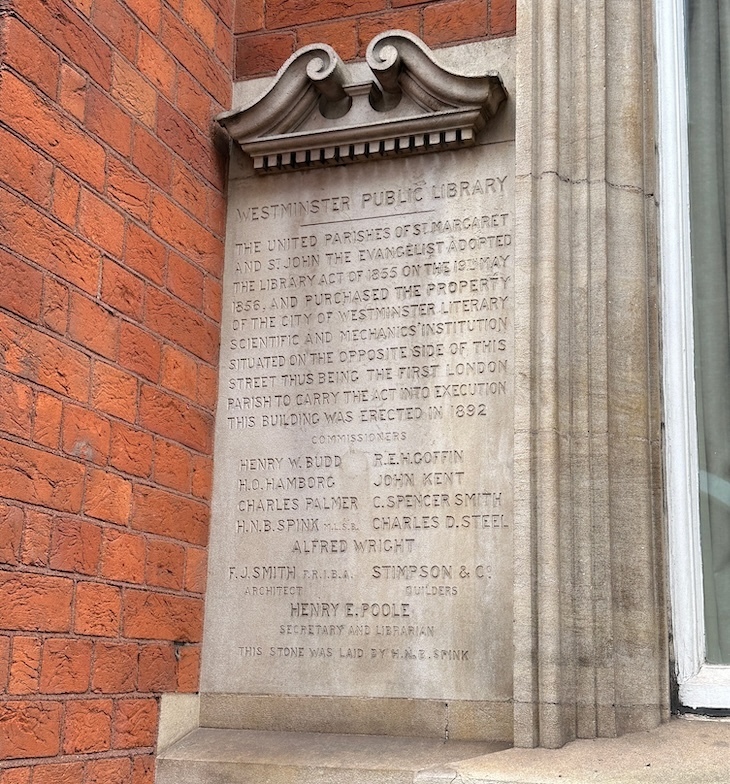 WESTMINSTER PUBLIC LIBRARY
THE UNITED PARISHES OF ST. MARGARET
AND ST. JOHN THE EVANGELIST ADOPTED
THE LIBRARY ACT OF 1855 ON THE 19TH MAY
1856, AND PURCHASED THE PROPERTY
OF THE CITY OF WESTMINSTER LITERARY
SCIENTIFIC AND MECHANICS' INSTITUTION
SITUATED ON THE OPPOSITE SIDE OF THIS
STREET THUS BEING THE FIRST LONDON
PARISH TO CARRY THE ACT INTO EXECUTION
THIS BUILDING WAS ERECTED IN 1892
COMMISSIONERS
HENRY W. BUDD R.E.H. GOFFIN
H.O. HAMBORG JOHN KENT
CHARLES PALMER C. SPENCER SMITH
H.N.B. SPINK M.L.S.B. CHARLES D. STEEL
ALFRED WRIGHT
F.J. SMITH F.R.I.B.A. STIMPSON & CO.
ARCHITECT BUILDERS
HENRY E. POOLE
SECRETARY AND LIBRARIAN
THIS STONE WAS LAID BY H.N.B. SPINK